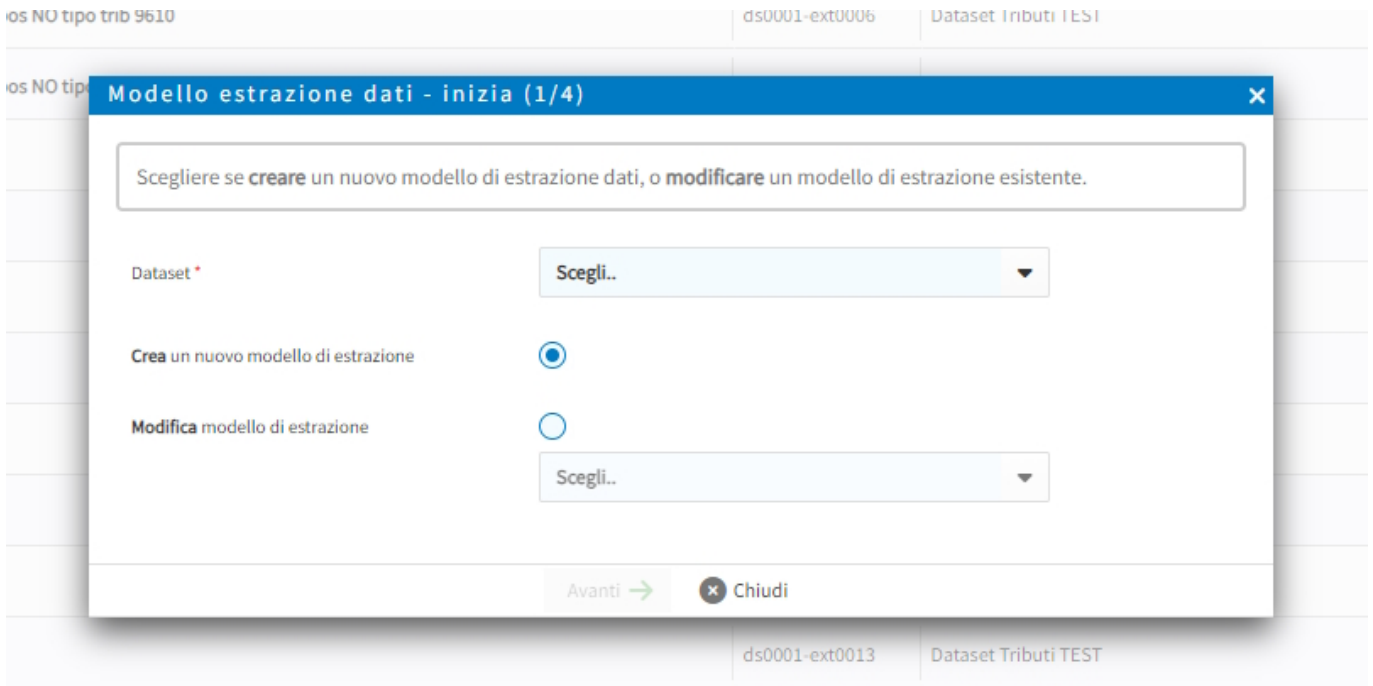 os NO tipo trib 9610 ds0001-ext0006 Dataset Tributi TEST
os NO tipo
Modello estrazione dati - inizia (1/4)
Scegliere se creare un nuovo modello di estrazione dati, o modificare un modello di estrazione esistente.
Dataset * Scegli..
Crea un nuovo modello di estrazione
Modifica modello di estrazione
Scegli..
Avanti → Chiudi
ds0001-ext0013 Dataset Tributi TEST